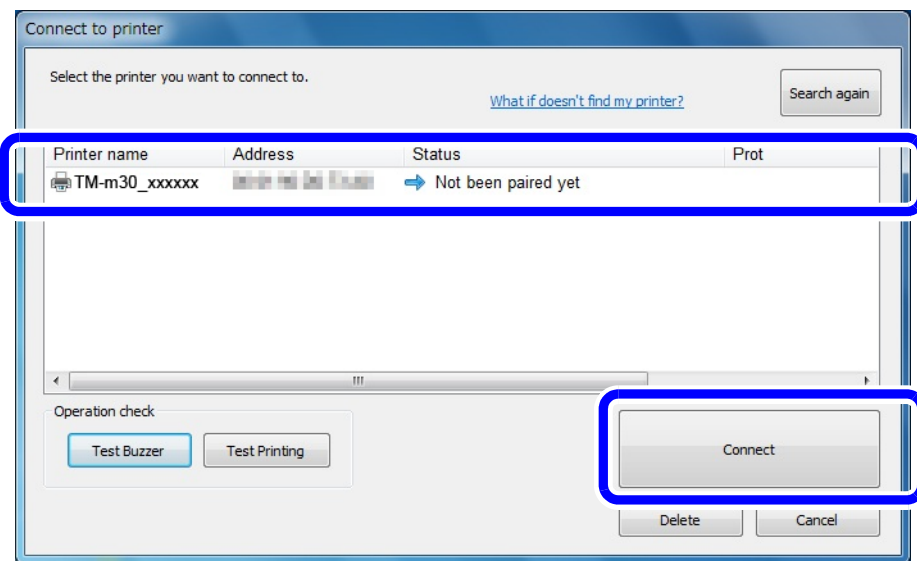 Connect to printer
Select the printer you want to connect to.
What if doesn't find my printer?
Search again
Printer name Address Status Prot
TM-m30_xxxxxx Not been paired yet
Operation check
Test Buzzer Test Printing
Connect
Delete Cancel